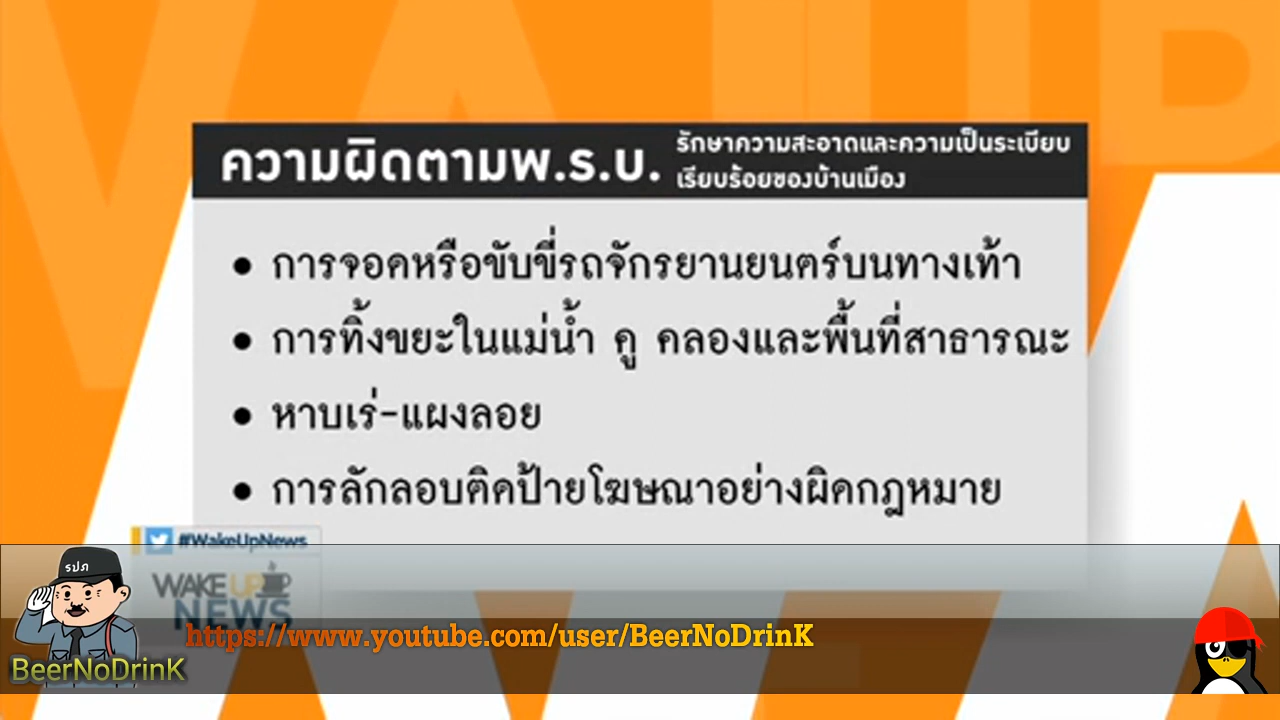 ความผิดตามพ.ร.บ. รักษาความสะอาดและความเป็นระเบียบ
เรียบร้อยของบ้านเมือง
• การจอดหรือขับขี่รถจักรยานยนตร์บนทางเท้า
• การทิ้งขยะในแม่น้ำ คู คลองและพื้นที่สาธารณะ
• หาบเร่-แผงลอย
• การลักลอบติดป้ายโฆษณาอย่างผิดกฎหมาย
#WakeUpNews
รปภ
WAKE UP
NEWS
https://www.youtube.com/user/BeerNoDrinK
BeerNoDrinK